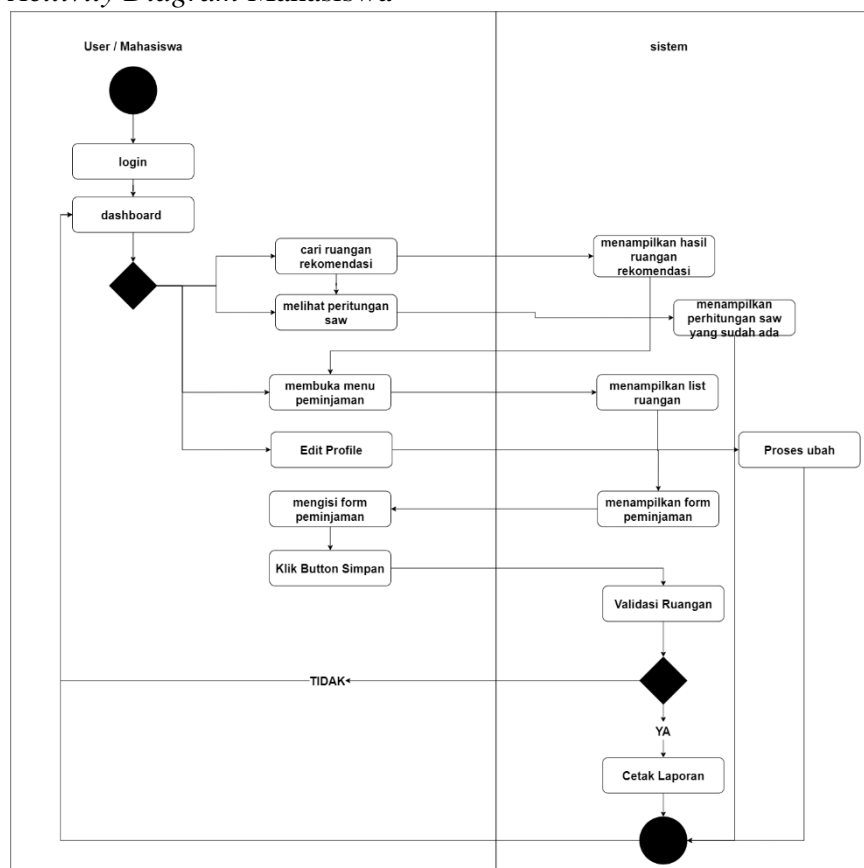 Activity Diagram Mahasiswa
User / Mahasiswa
sistem
login
dashboard
cari ruangan
rekomendasi
menampilkan hasil
ruangan
rekomendasi
melihat peritungan
saw
menampilkan
perhitungan saw
yang sudah ada
membuka menu
peminjaman
menampilkan list
ruangan
Edit Profile
Proses ubah
mengisi form
peminjaman
menampilkan form
peminjaman
Klik Button Simpan
Validasi Ruangan
TIDAK
YA
Cetak Laporan